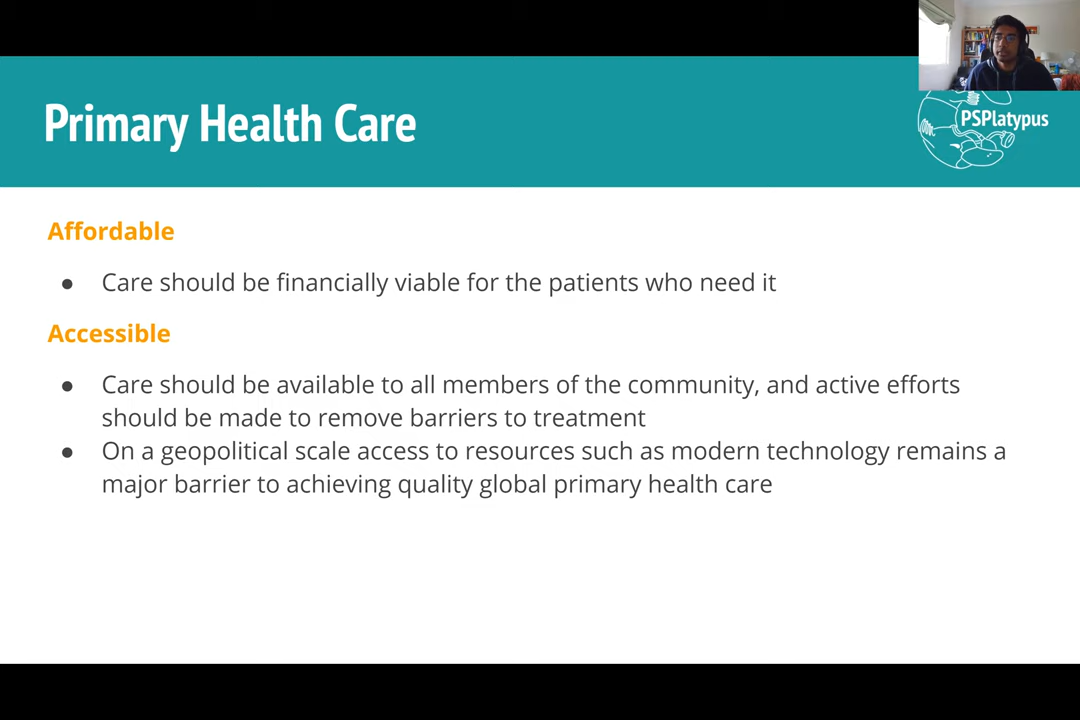 Primary Health Care
PSPlatypus
Affordable
● Care should be financially viable for the patients who need it
Accessible
● Care should be available to all members of the community, and active efforts
should be made to remove barriers to treatment
● On a geopolitical scale access to resources such as modern technology remains a
major barrier to achieving quality global primary health care